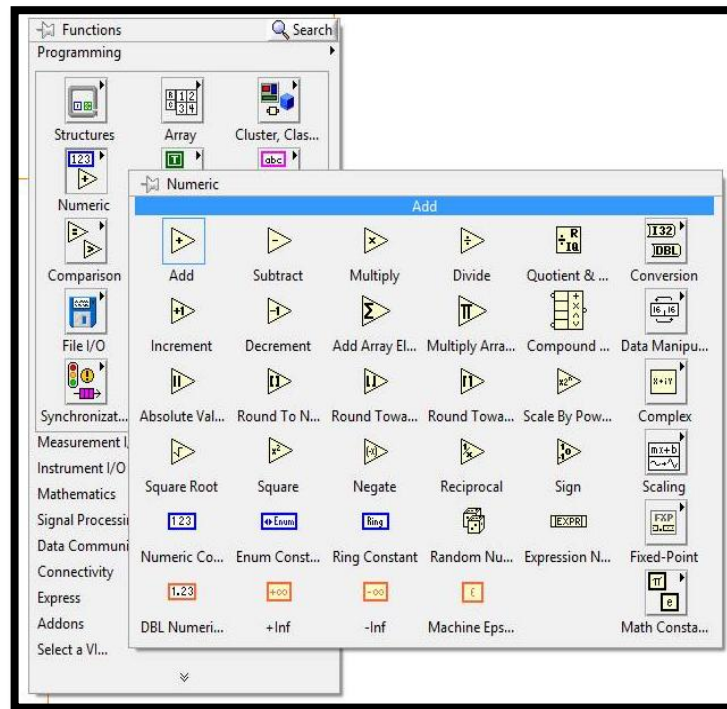 Functions
Search
Programming
Structures
Array
Cluster, Clas...
Numeric
Comparison
File I/O
Synchronizat...
Measurement I
Instrument I/O
Mathematics
Signal Processi
Data Communi
Connectivity
Express
Addons
Select a VI...
Numeric
Add
Add Subtract Multiply Divide Quotient & ... Conversion
Increment Decrement Add Array El... Multiply Arra... Compound ... Data Manipu...
Absolute Val... Round To N... Round Towa... Round Towa... Scale By Pow... Complex
Square Root Square Negate Reciprocal Sign Scaling
Numeric Co... Enum Const... Ring Constant Random Nu... Expression N... Fixed-Point
DBL Numeri... +Inf -Inf Machine Eps... Math Consta...